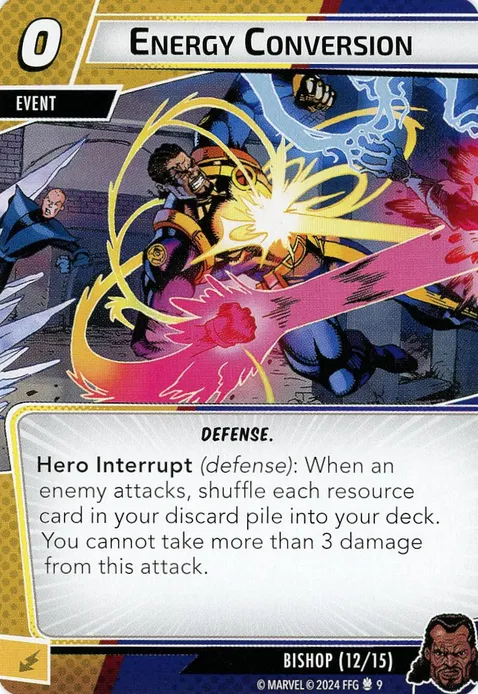 0
ENERGY CONVERSION
EVENT
DEFENSE.
Hero Interrupt (defense): When an
enemy attacks, shuffle each resource
card in your discard pile into your deck.
You cannot take more than 3 damage
from this attack.
BISHOP (12/15)
© MARVEL © 2024 FFG 9